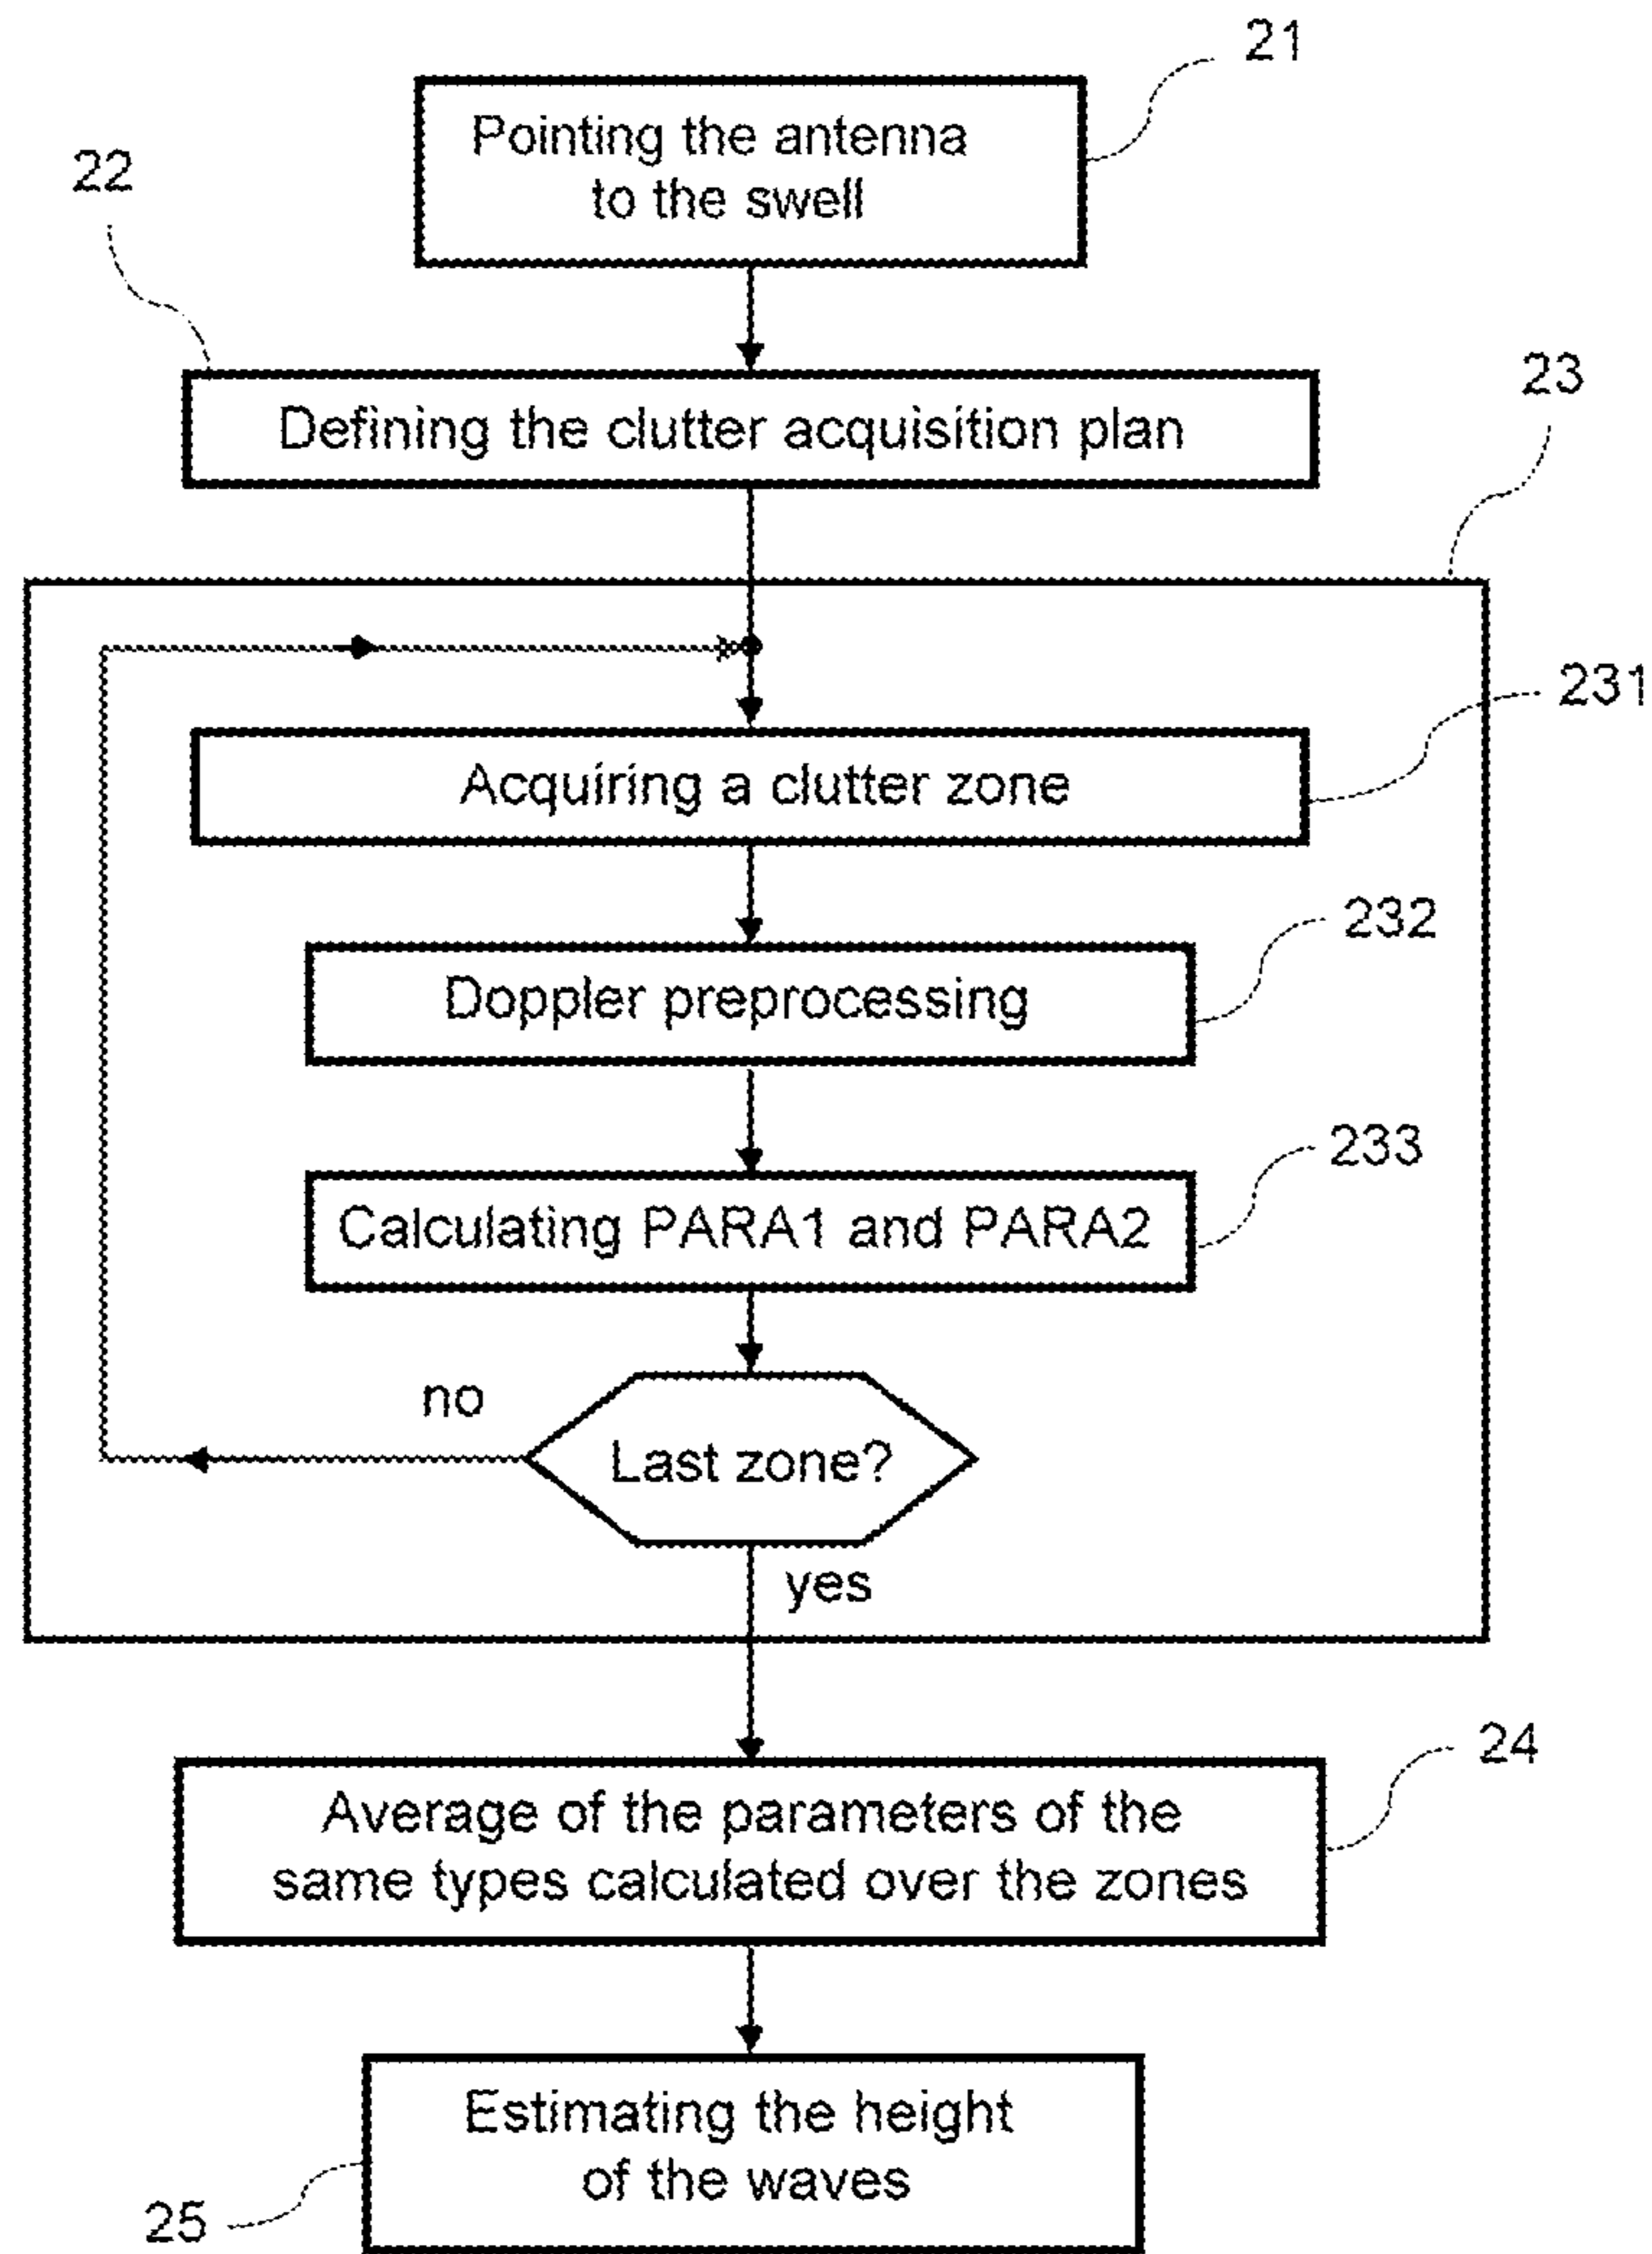 21
Pointing the antenna
to the swell
22
Defining the clutter acquisition plan
23
Acquiring a clutter zone
231
Doppler preprocessing
232
Calculating PARA1 and PARA2
233
no
Last zone?
yes
24
Average of the parameters of the
same types calculated over the zones
Estimating the height
of the waves
25